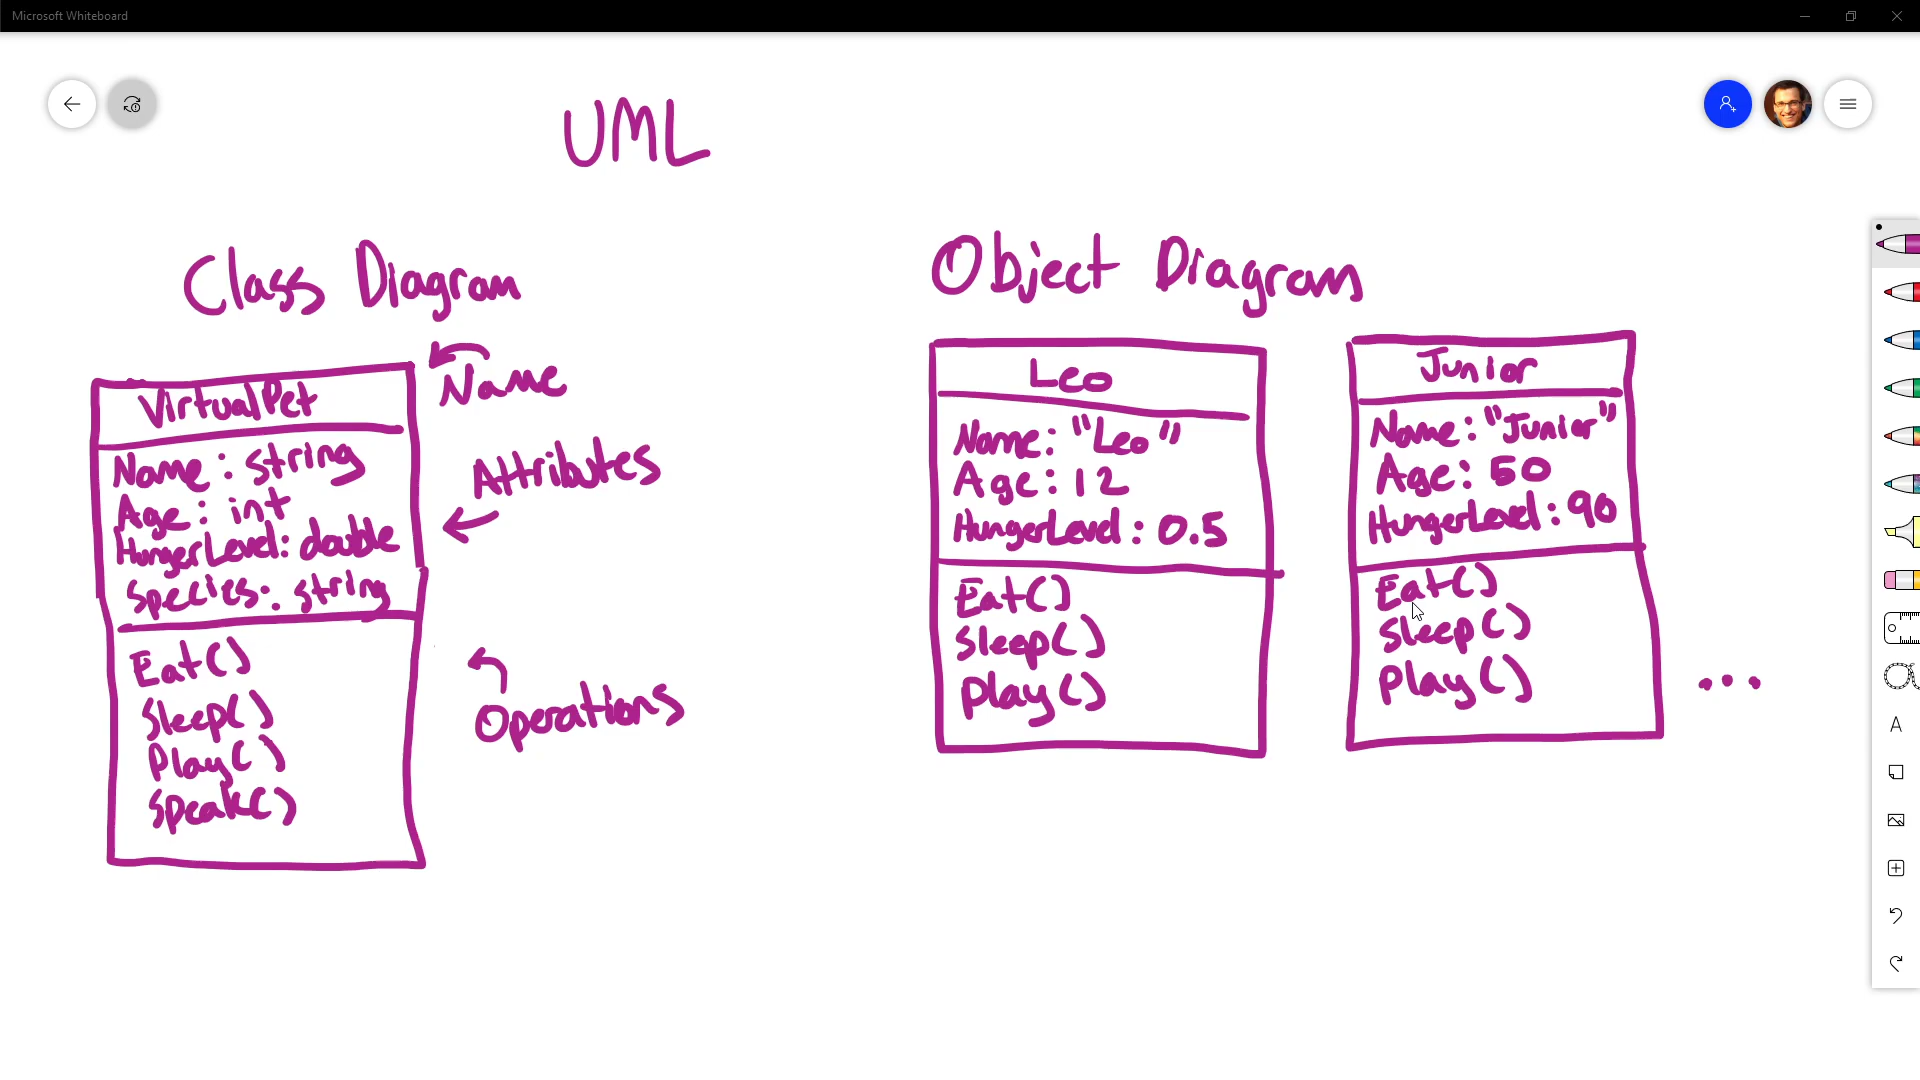 Microsoft Whiteboard
UML
Class Diagram
Name
VirtualPet
Name: string
Age: int
HungerLevel: double
Species: string
Attributes
Eat()
Sleep()
Play()
Speak()
Operations
Object Diagram
Leo
Name: "Leo"
Age: 12
HungerLevel: 0.5
Eat()
Sleep()
Play()
Junior
Name: "Junior"
Age: 50
HungerLevel: 90
Eat()
Sleep()
Play()
...
A